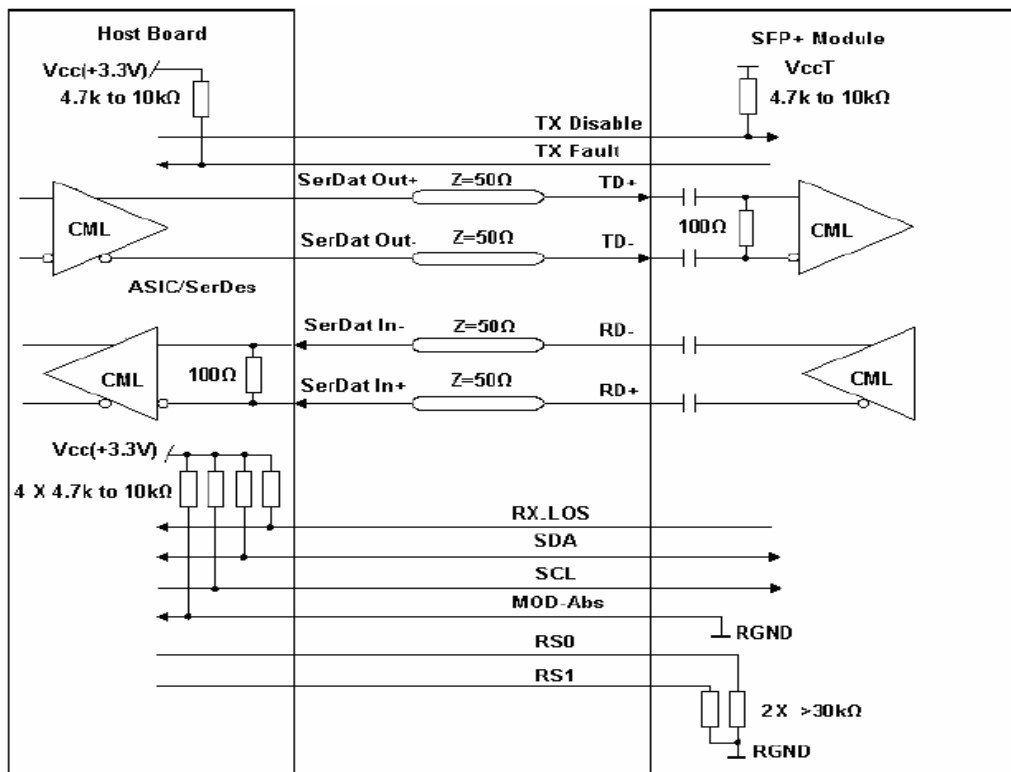 Host Board
SFP+ Module
Vcc(+3.3V)
4.7k to 10kΩ
VccT
4.7k to 10kΩ
TX Disable
TX Fault
SerDat Out+
Z=50Ω
TD+
CML
100Ω
CML
SerDat Out-
Z=50Ω
TD-
ASIC/SerDes
SerDat In-
Z=50Ω
RD-
CML
100Ω
CML
SerDat In+
Z=50Ω
RD+
Vcc(+3.3V)
4 X 4.7k to 10kΩ
RX_LOS
SDA
SCL
MOD-Abs
RGND
RS0
RS1
2X >30kΩ
RGND